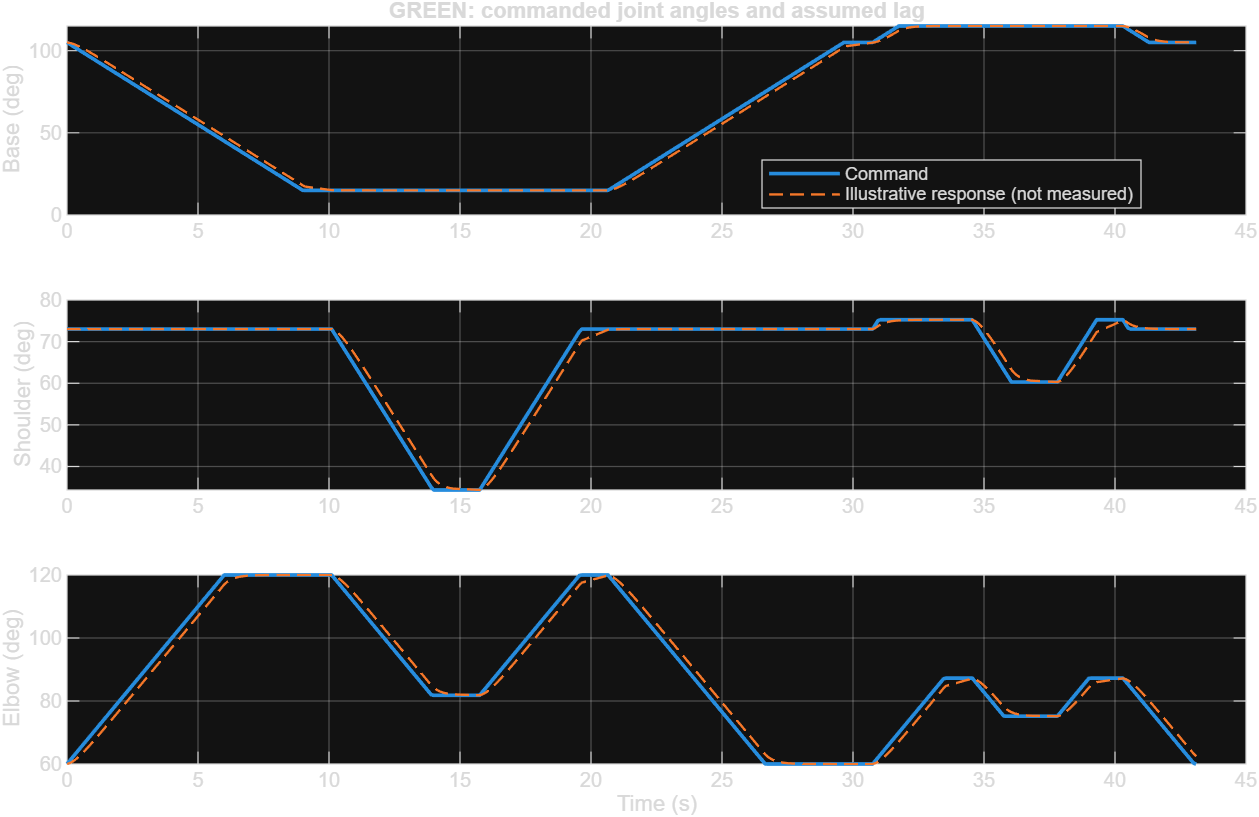 GREEN: commanded joint angles and assumed lag
100
50
0
Base (deg)
Command
Illustrative response (not measured)
0 5 10 15 20 25 30 35 40 45
80
70
60
50
40
Shoulder (deg)
0 5 10 15 20 25 30 35 40 45
120
100
80
60
Elbow (deg)
0 5 10 15 20 25 30 35 40 45
Time (s)